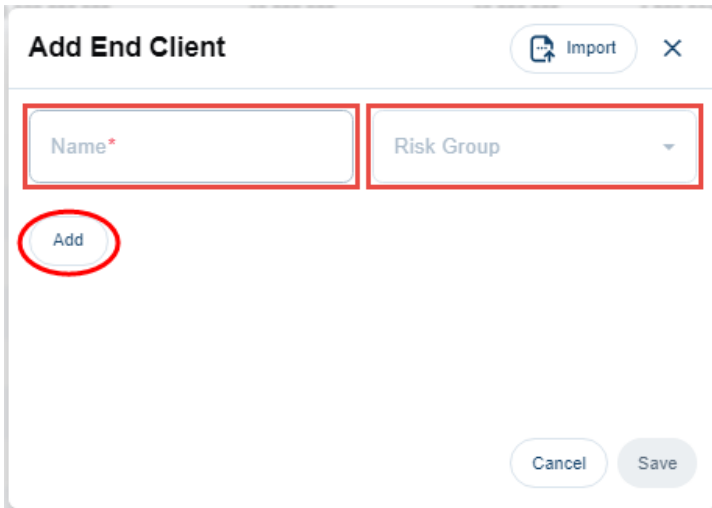 Add End Client
Import
Name*
Risk Group
Add
Cancel
Save